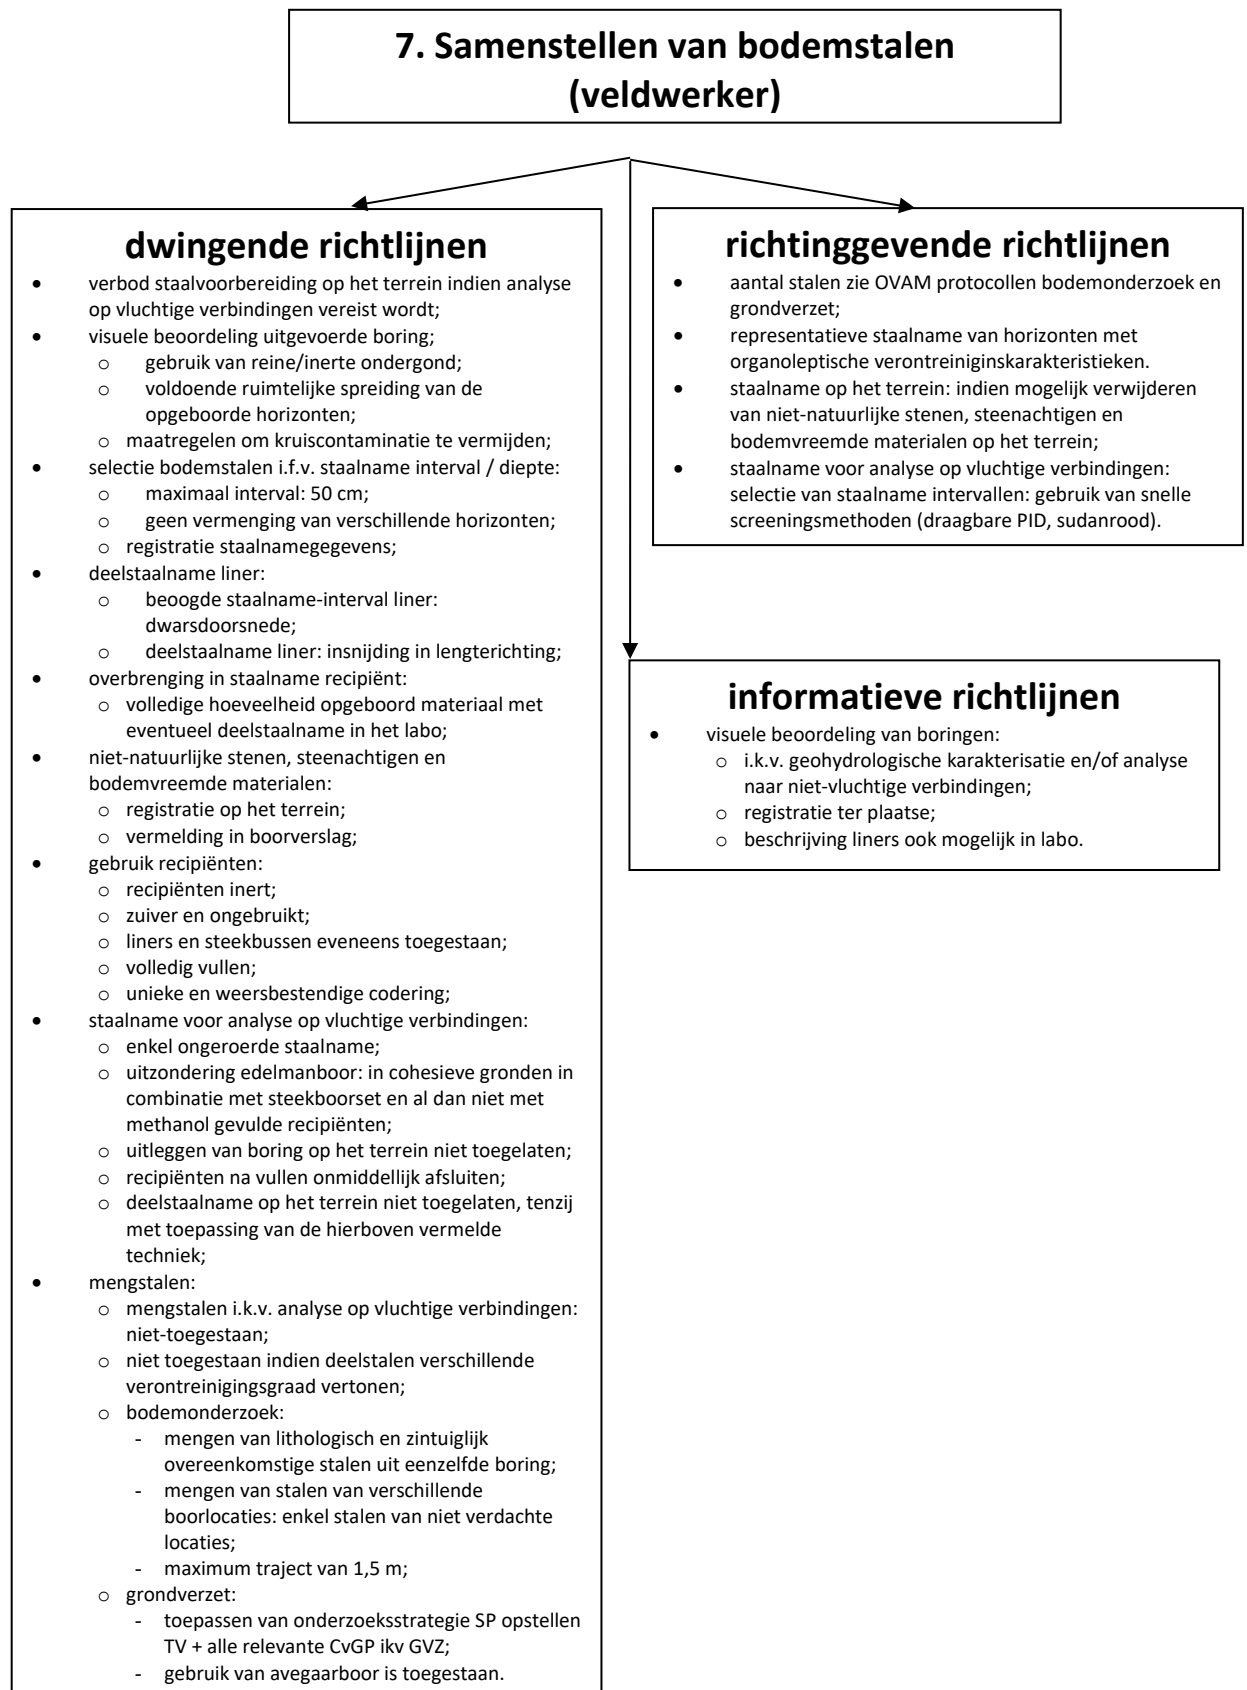 7. Samenstellen van bodemstalen
(veldwerker)
dwingende richtlijnen
• verbod staalvoorbereiding op het terrein indien analyse
op vluchtige verbindingen vereist wordt;
• visuele beoordeling uitgevoerde boring;
o gebruik van reine/inerte ondergond;
o voldoende ruimtelijke spreiding van de
opgeboorde horizonten;
o maatregelen om kruiscontaminatie te vermijden;
• selectie bodemstalen i.f.v. staalname interval / diepte:
o maximaal interval: 50 cm;
o geen vermenging van verschillende horizonten;
o registratie staalnamegegevens;
• deelstaalname liner:
o beoogde staalname-interval liner:
dwarsdoorsnede;
o deelstaalname liner: insnijding in lengterichting;
• overbrenging in staalname recipiënt:
o volledige hoeveelheid opgeboord materiaal met
eventueel deelstaalname in het labo;
• niet-natuurlijke stenen, steenachtigen en
bodemvreemde materialen:
o registratie op het terrein;
o vermelding in boorverslag;
• gebruik recipiënten:
o recipiënten inert;
o zuiver en ongebruikt;
o liners en steekbussen eveneens toegestaan;
o volledig vullen;
o unieke en weersbestendige codering;
• staalname voor analyse op vluchtige verbindingen:
o enkel ongeroerde staalname;
o uitzondering edelmanboor: in cohesieve gronden in
combinatie met steekboorset en al dan niet met
methanol gevulde recipiënten;
o uitleggen van boring op het terrein niet toegelaten;
o recipiënten na vullen onmiddellijk afsluiten;
o deelstaalname op het terrein niet toegelaten, tenzij
met toepassing van de hierboven vermelde
techniek;
• mengstalen:
o mengstalen i.k.v. analyse op vluchtige verbindingen:
niet-toegestaan;
o niet toegestaan indien deelstalen verschillende
verontreinigingsgraad vertonen;
o bodemonderzoek:
- mengen van lithologisch en zintuiglijk
overeenkomstige stalen uit eenzelfde boring;
- mengen van stalen van verschillende
boorlocaties: enkel stalen van niet verdachte
locaties;
- maximum traject van 1,5 m;
o grondverzet:
- toepassen van onderzoeksstrategie SP opstellen
TV + alle relevante CvGP ikv GVZ;
- gebruik van avegaarboor is toegestaan.
richtinggevende richtlijnen
• aantal stalen zie OVAM protocollen bodemonderzoek en
grondverzet;
• representatieve staalname van horizonten met
organoleptische verontreiniginskarakteristieken.
• staalname op het terrein: indien mogelijk verwijderen
van niet-natuurlijke stenen, steenachtigen en
bodemvreemde materialen op het terrein;
• staalname voor analyse op vluchtige verbindingen:
selectie van staalname intervallen: gebruik van snelle
screeningsmethoden (draagbare PID, sudanrood).
informatieve richtlijnen
• visuele beoordeling van boringen:
o i.k.v. geohydrologische karakterisatie en/of analyse
naar niet-vluchtige verbindingen;
o registratie ter plaatse;
o beschrijving liners ook mogelijk in labo.